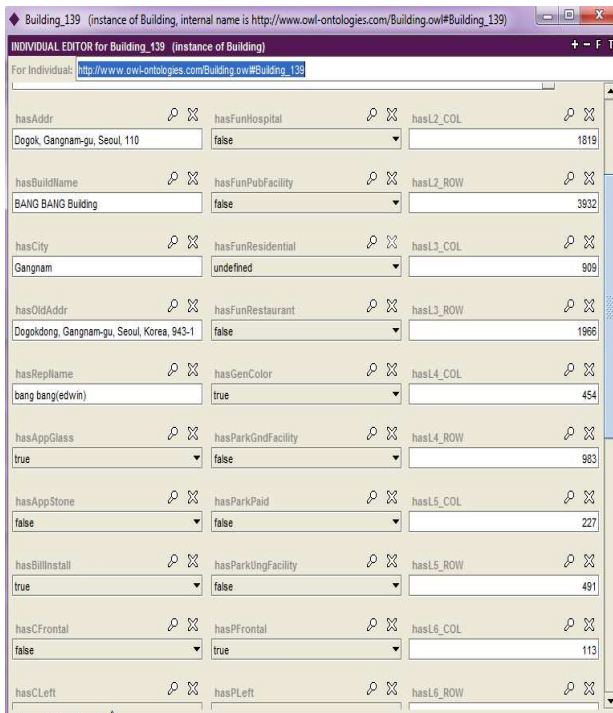 Building_139 (instance of Building, internal name is http://www.owl-ontologies.com/Building.owl#Building_139)
INDIVIDUAL EDITOR for Building_139 (instance of Building)
+ - F T
For Individual: http://www.owl-ontologies.com/Building.owl#Building_139
hasAddr hasFunHospital hasL2_COL
Dogok, Gangnam-gu, Seoul, 110 false 1819
hasBuildName hasFunPubFacility hasL2_ROW
BANG BANG Building false 3932
hasCity hasFunResidential hasL3_COL
Gangnam undefined 909
hasOldAddr hasFunRestaurant hasL3_ROW
Dogokdong, Gangnam-gu, Seoul, Korea, 943-1 false 1966
hasRepName hasGenColor hasL4_COL
bang bang(edwin) true 454
hasAppGlass hasParkGndFacility hasL4_ROW
true false 983
hasAppStone hasParkPaid hasL5_COL
false false 227
hasBillInstall hasParkUngFacility hasL5_ROW
true false 491
hasCFrontal hasPFrontal hasL6_COL
false true 113
hasCLeft hasPLeft hasL6_ROW